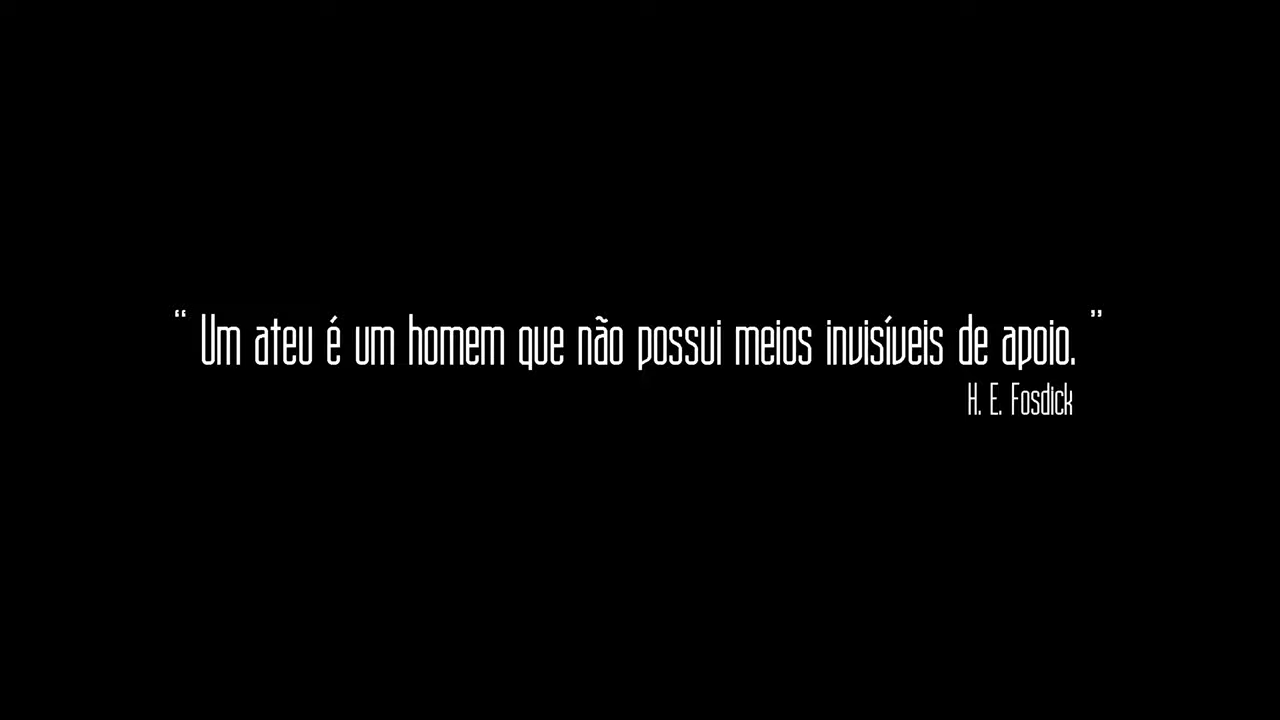 “ Um ateu é um homem que não possui meios invisíveis de apoio. ”
H. E. Fosdick